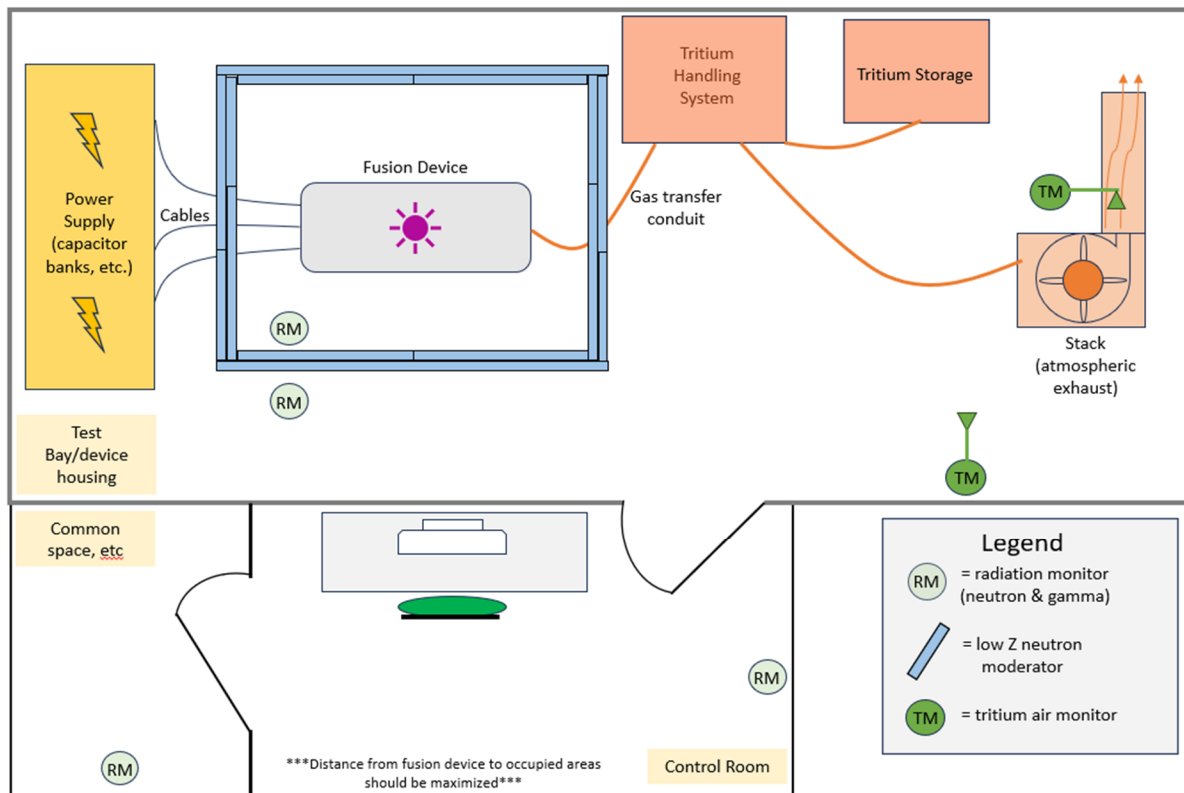 Power
Supply
(capacitor
banks, etc.)
Cables
Fusion Device
RM
RM
Tritium
Handling
System
Tritium Storage
Gas transfer
conduit
TM
Stack
(atmospheric
exhaust)
TM
Test
Bay/device
housing
Common
space, etc
RM
RM
***Distance from fusion device to occupied areas
should be maximized***
Control Room
Legend
RM
= radiation monitor
(neutron & gamma)
= low Z neutron
moderator
TM
= tritium air monitor